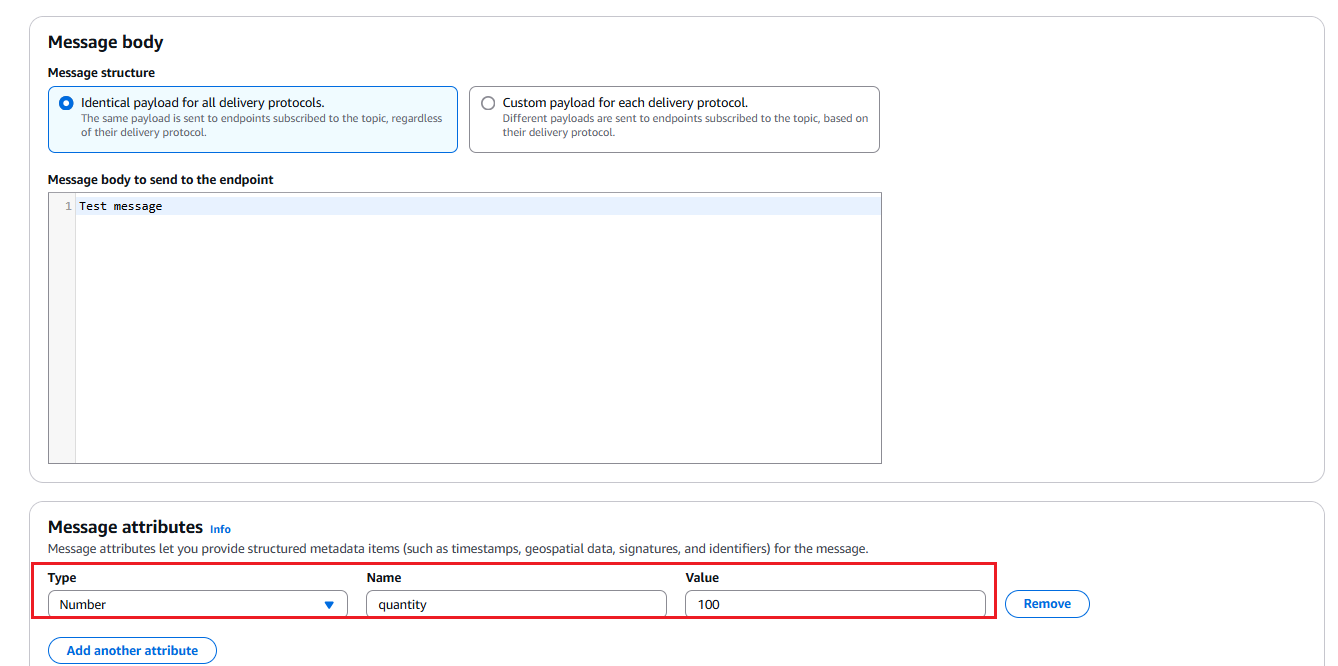 Message body
Message structure
Identical payload for all delivery protocols.
The same payload is sent to endpoints subscribed to the topic, regardless
of their delivery protocol.
Custom payload for each delivery protocol.
Different payloads are sent to endpoints subscribed to the topic, based on
their delivery protocol.
Message body to send to the endpoint
1 Test message
Message attributes Info
Message attributes let you provide structured metadata items (such as timestamps, geospatial data, signatures, and identifiers) for the message.
Type Name Value
Number quantity 100 Remove
Add another attribute